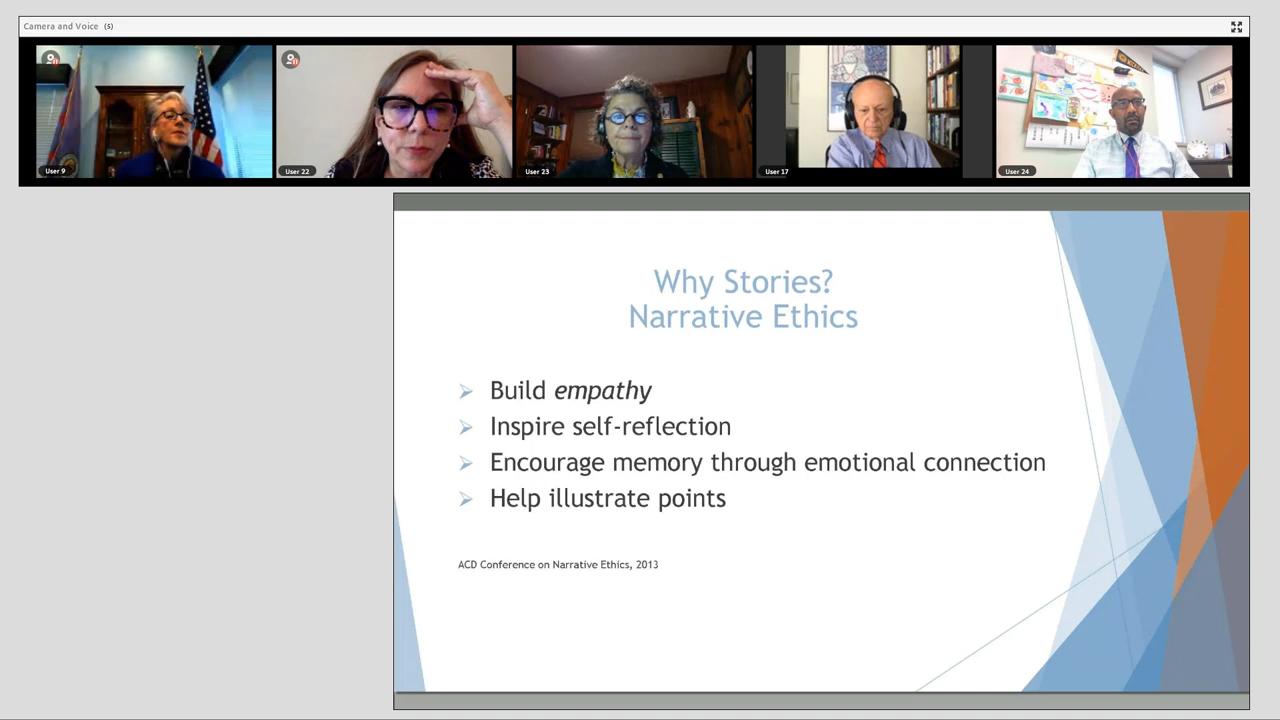 Camera and Voice (5)
User 9
User 22
User 23
User 17
User 24
Why Stories?
Narrative Ethics
Build empathy
Inspire self-reflection
Encourage memory through emotional connection
Help illustrate points
ACD Conference on Narrative Ethics, 2013